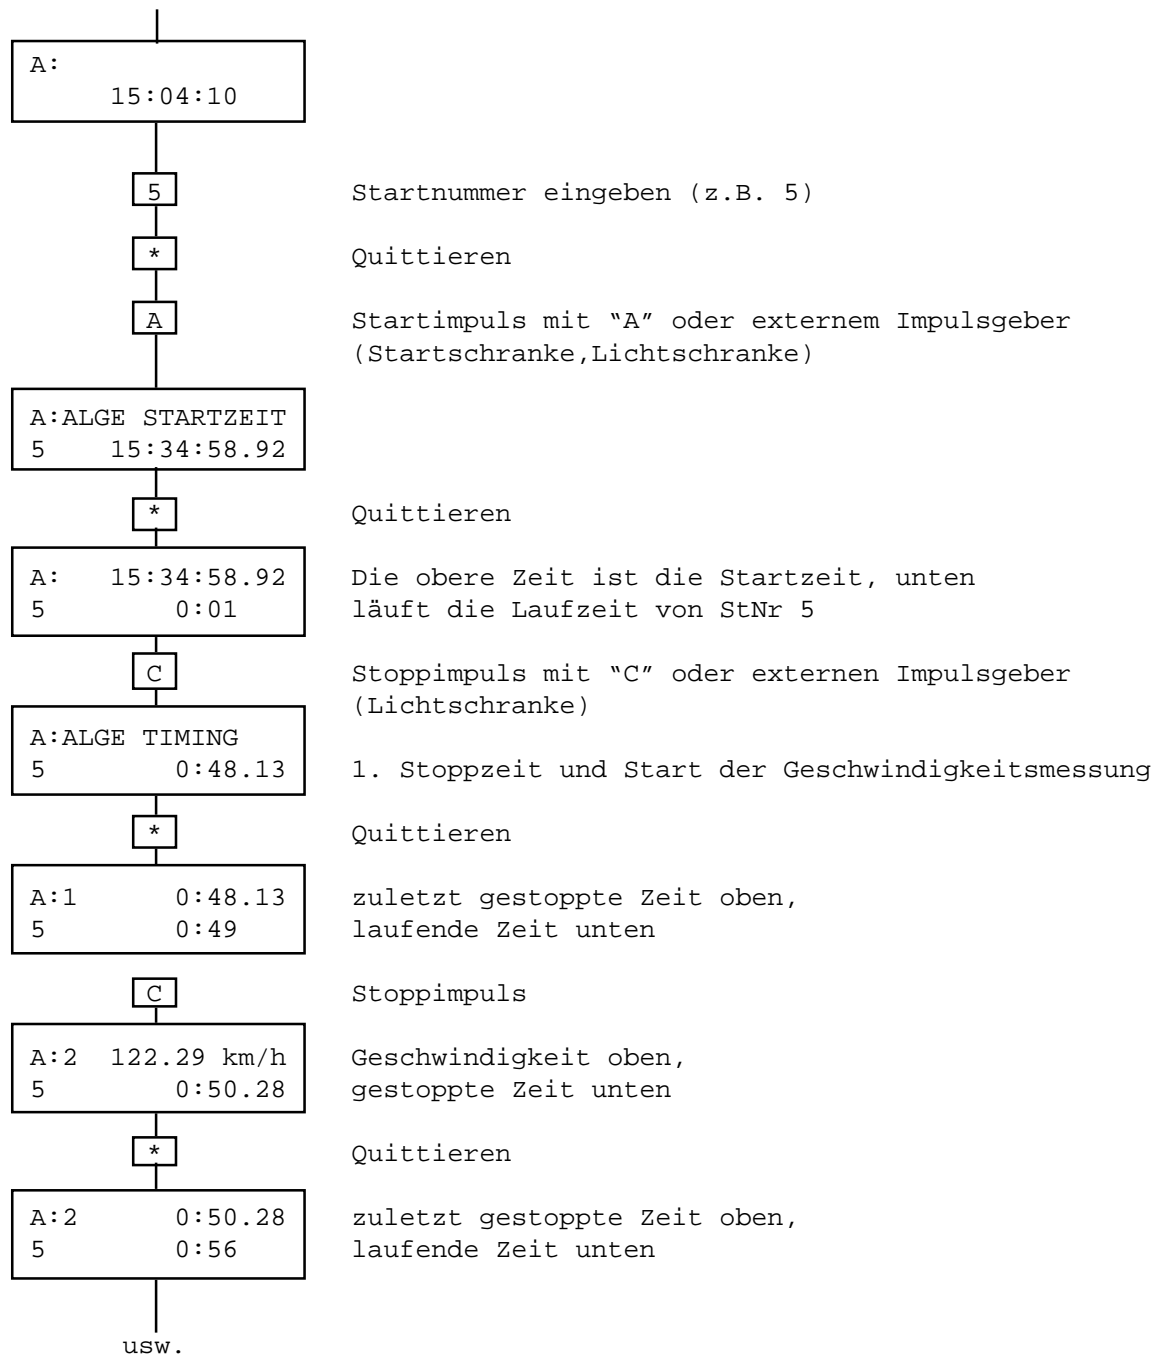 A:
15:04:10
5 Startnummer eingeben (z.B. 5)
* Quittieren
A Startimpuls mit “A” oder externem Impulsgeber
(Startschranke,Lichtschranke)
A:ALGE STARTZEIT
5 15:34:58.92
* Quittieren
A: 15:34:58.92 Die obere Zeit ist die Startzeit, unten
5 0:01 läuft die Laufzeit von StNr 5
C Stoppimpuls mit “C” oder externen Impulsgeber
(Lichtschranke)
A:ALGE TIMING
5 0:48.13 1. Stoppzeit und Start der Geschwindigkeitsmessung
* Quittieren
A:1 0:48.13 zuletzt gestoppte Zeit oben,
5 0:49 laufende Zeit unten
C Stoppimpuls
A:2 122.29 km/h Geschwindigkeit oben,
5 0:50.28 gestoppte Zeit unten
* Quittieren
A:2 0:50.28 zuletzt gestoppte Zeit oben,
5 0:56 laufende Zeit unten
usw.